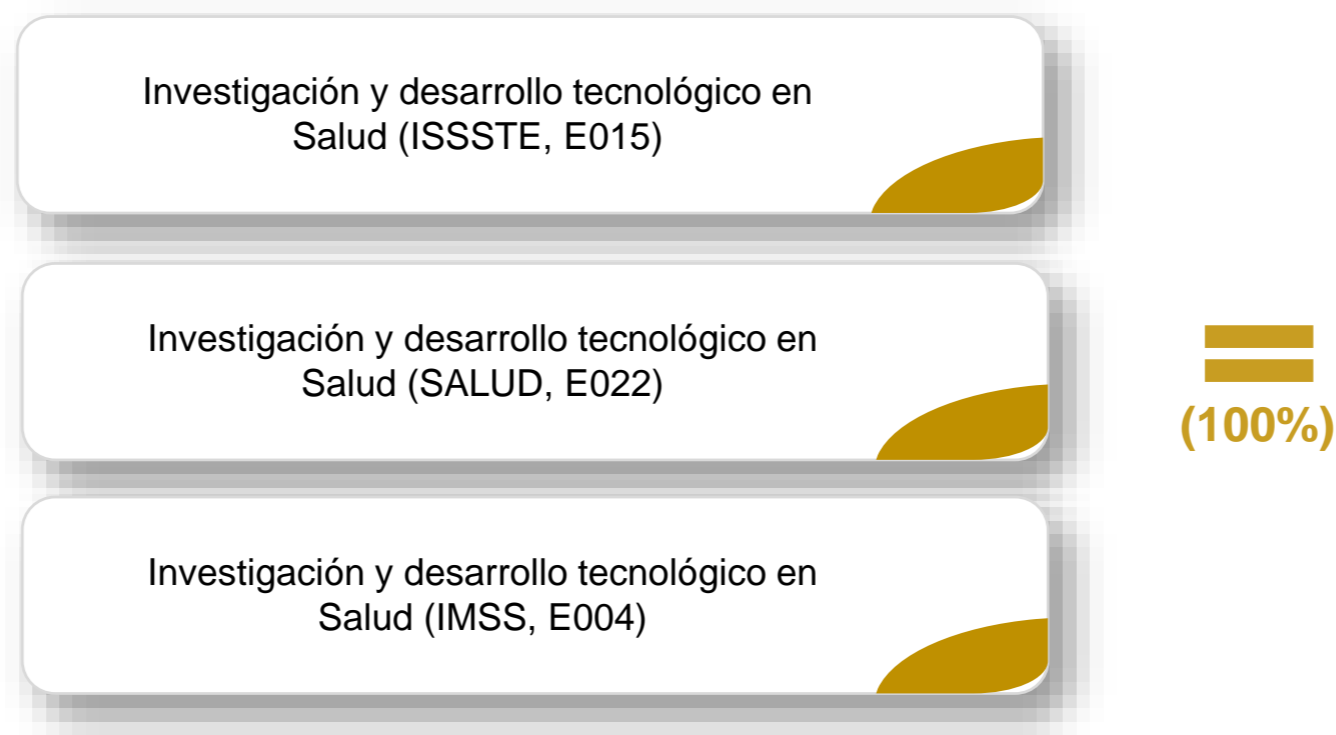 Investigación y desarrollo tecnológico en
Salud (ISSSTE, E015)
Investigación y desarrollo tecnológico en
Salud (SALUD, E022)
=
(100%)
Investigación y desarrollo tecnológico en
Salud (IMSS, E004)